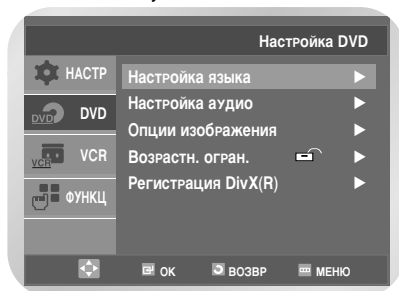 Настройка DVD
НАСТР
DVD
DVD
VCR
VCR
ФУНКЦ
Настройка языка
Настройка аудио
Опции изображения
Возрастн. огран.
Регистрация DivX(R)
ОК
ВОЗВР
МЕНЮ